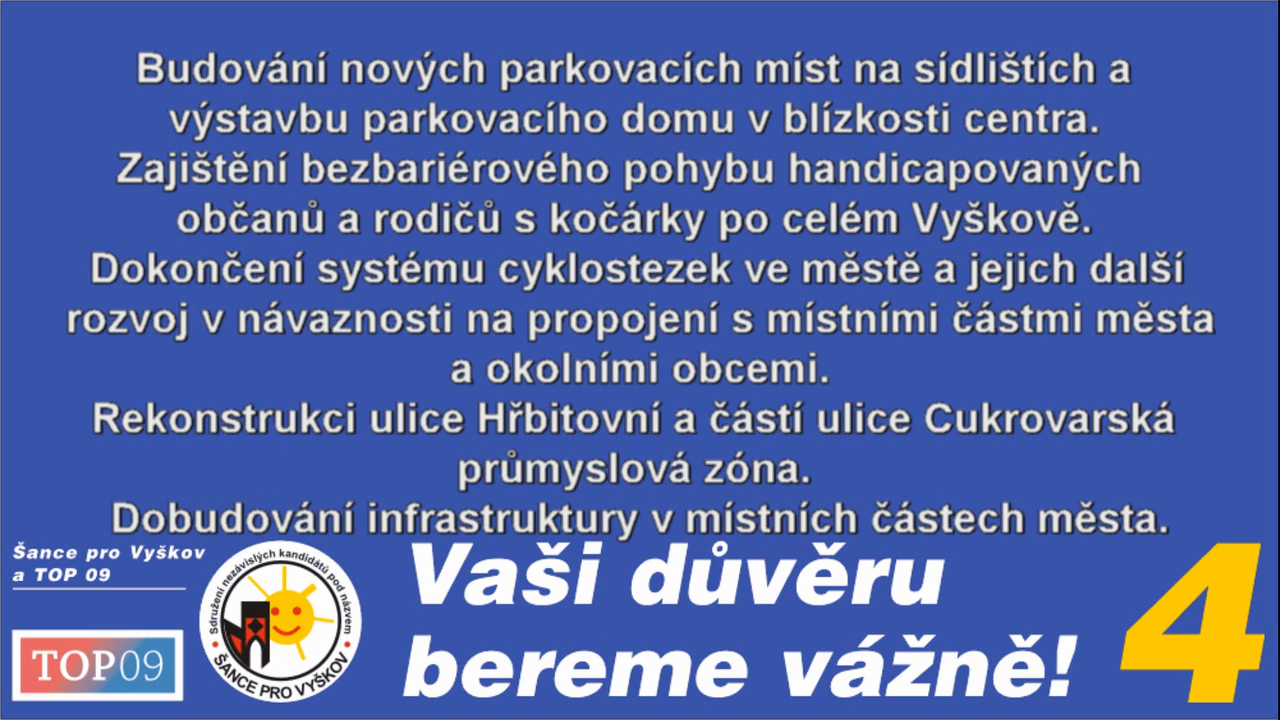 Budování nových parkovacích míst na sídlištích a
výstavbu parkovacího domu v blízkosti centra.
Zajištění bezbariérového pohybu handicapovaných
občanů a rodičů s kočárky po celém Vyškově.
Dokončení systému cyklostezek ve městě a jejich další
rozvoj v návaznosti na propojení s místními částmi města
a okolními obcemi.
Rekonstrukci ulice Hřbitovní a částí ulice Cukrovarská
průmyslová zóna.
Dobudování infrastruktury v místních částech města.
Šance pro Vyškov
a TOP 09
TOP09
Sdružení nezávislých kandidátů pod názvem
ŠANCE PRO VYŠKOV
Vaši důvěru
bereme vážně!
4